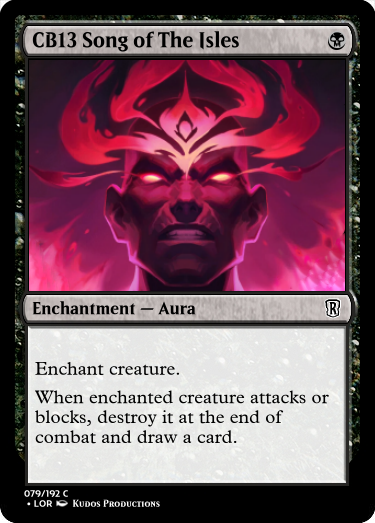 CB13 Song of The Isles
Enchantment — Aura
R
Enchant creature.
When enchanted creature attacks or
blocks, destroy it at the end of
combat and draw a card.
079/192 C
• LOR Kudos Productions